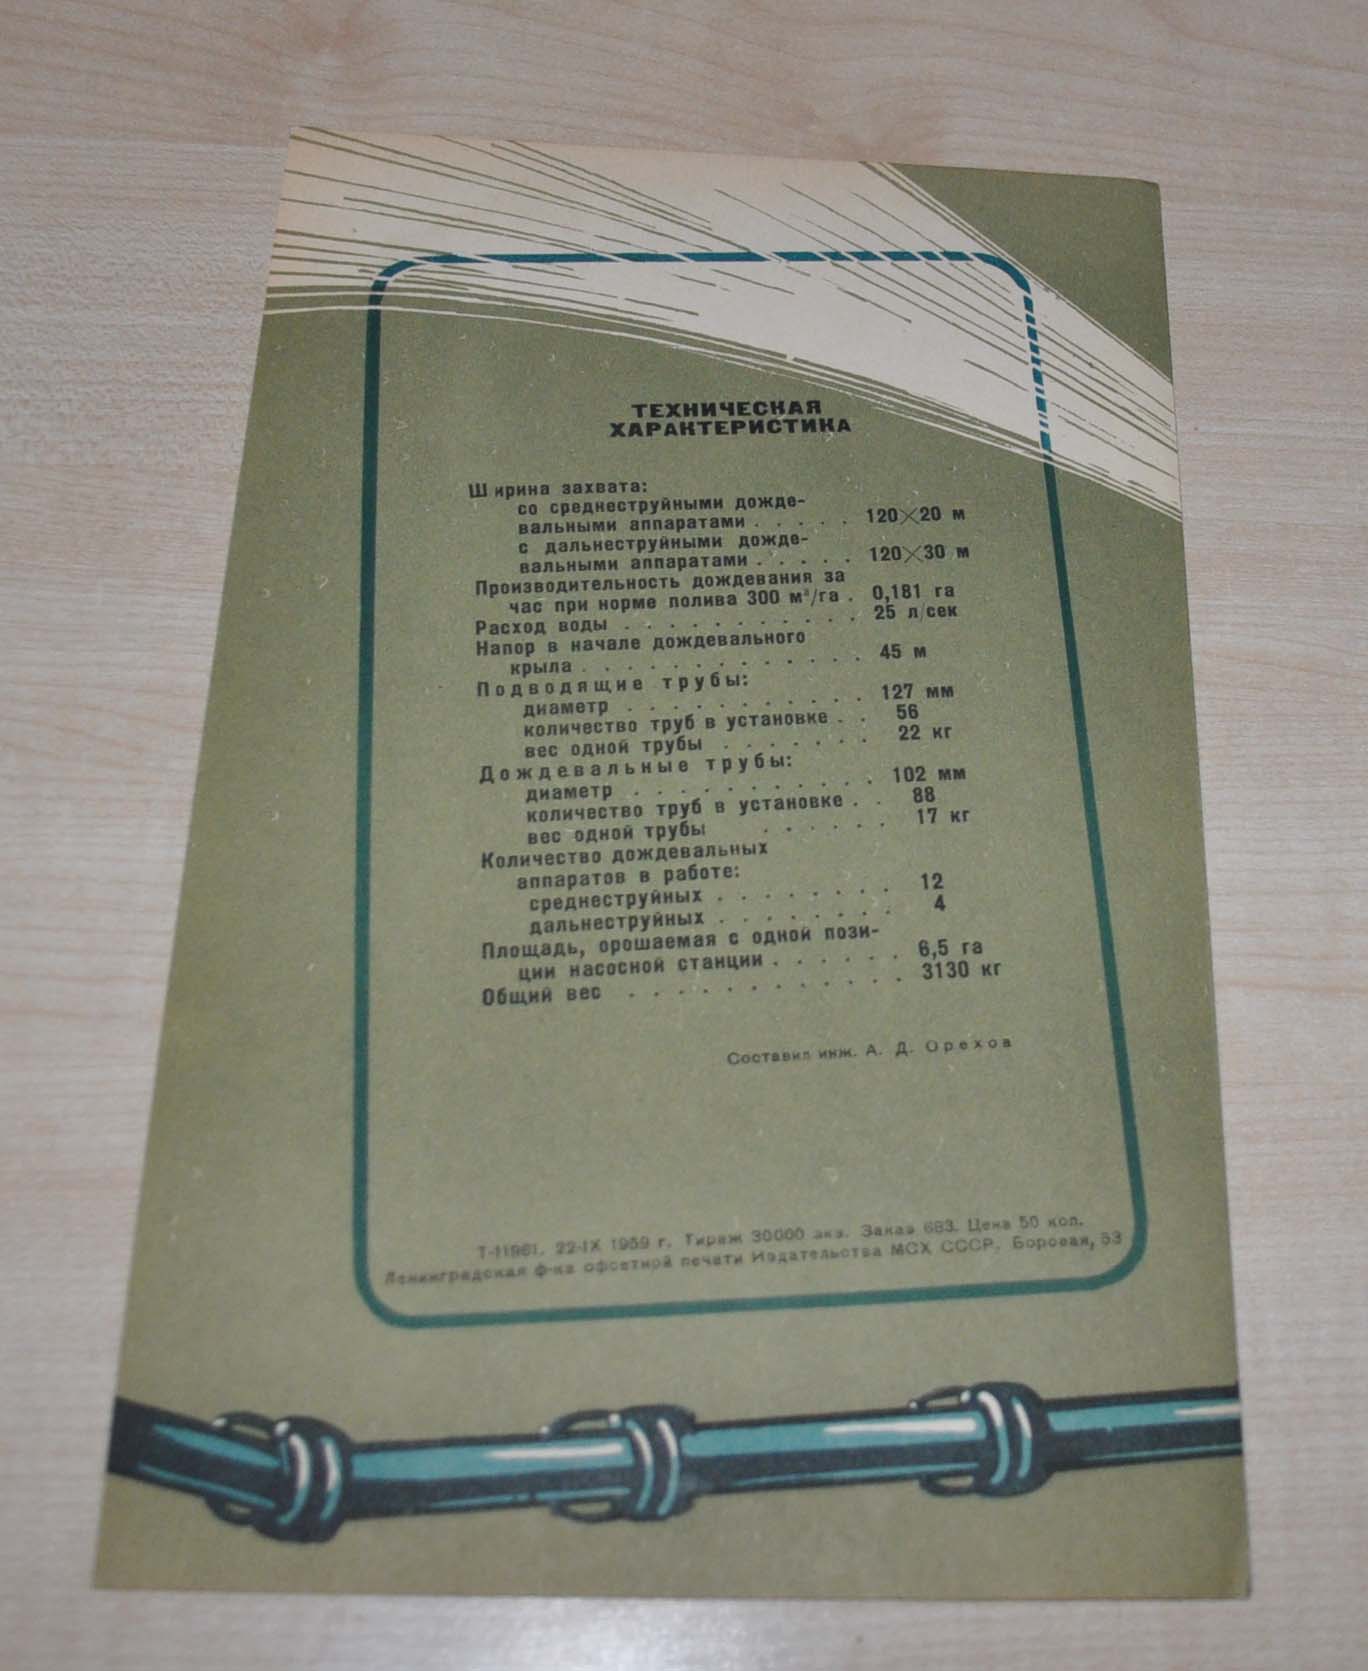 ТЕХНИЧЕСКАЯ
ХАРАКТЕРИСТИКА
Ширина захвата:
со среднеструйными дожде-
вальными аппаратами . . . . . 120×20 м
с дальнеструйными дожде-
вальными аппаратами . . . . . 120×30 м
Производительность дождевания за
час при норме полива 300 м³/га . 0,181 га
Расход воды . . . . . . . . . . . 25 л/сек
Напор в начале дождевального
крыла . . . . . . . . . . . . . 45 м
Подводящие трубы:
диаметр . . . . . . . . . . . 127 мм
количество труб в установке . . 56
вес одной трубы . . . . . . . 22 кг
Дождевальные трубы:
диаметр . . . . . . . . . . . 102 мм
количество труб в установке . . 88
вес одной трубы . . . . . . 17 кг
Количество дождевальных
аппаратов в работе:
среднеструйных . . . . . . . . 12
дальнеструйных . . . . . . . . 4
Площадь, орошаемая с одной пози-
ции насосной станции . . . . . . 6,5 га
Общий вес . . . . . . . . . . . . 3130 кг
Составил инж. А. Д. Орехов
Т-11961. 22-IX 1959 г. Тираж 30000 экз. Заказ 683. Цена 50 коп.
Ленинградская ф-ка офсетной печати Издательства МСХ СССР. Боровая, 53